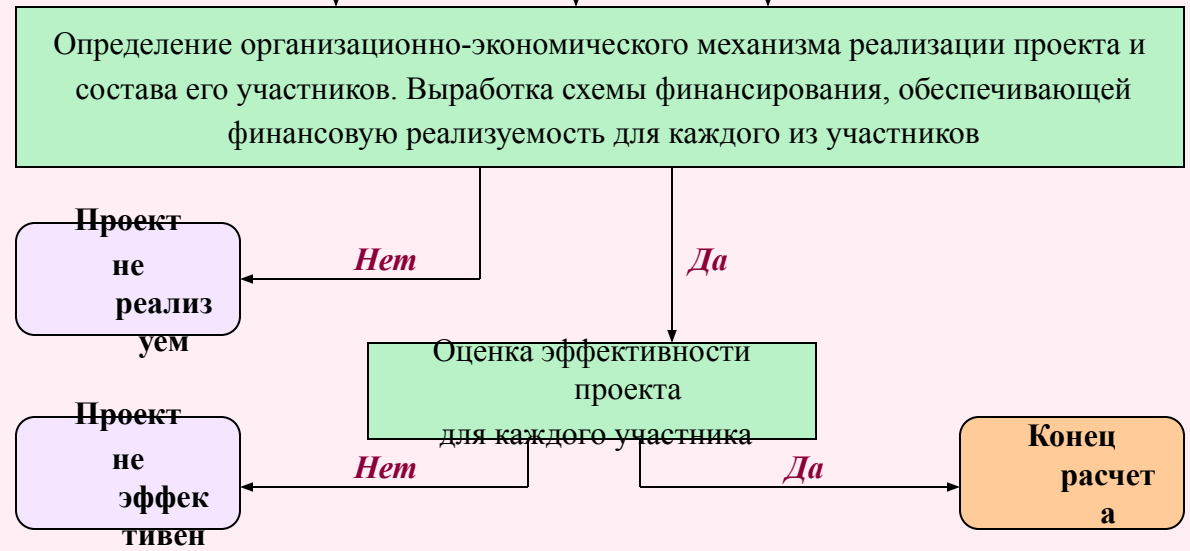 Определение организационно-экономического механизма реализации проекта и
состава его участников. Выработка схемы финансирования, обеспечивающей
финансовую реализуемость для каждого из участников
Проект
не
реализ
уем
Нет
Да
Оценка эффективности
проекта
для каждого участника
Проект
не
эффек
тивен
Нет
Да
Конец
расчет
а